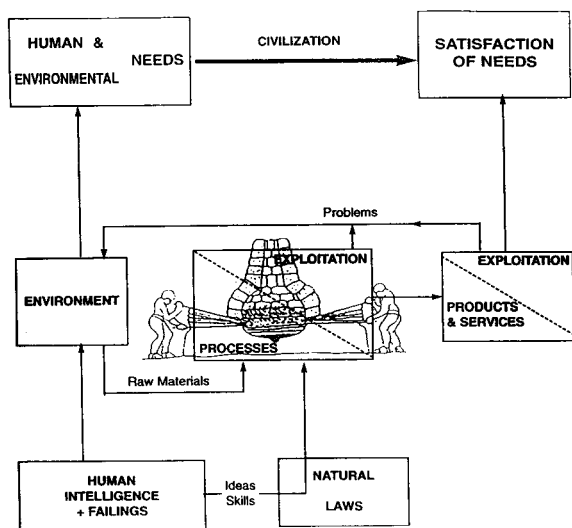 HUMAN &
ENVIRONMENTAL
NEEDS
CIVILIZATION
SATISFACTION
OF NEEDS
Problems
ENVIRONMENT
EXPLOITATION
PROCESSES
EXPLOITATION
PRODUCTS
& SERVICES
Raw Materials
HUMAN
INTELLIGENCE
+ FAILINGS
Ideas
Skills
NATURAL
LAWS